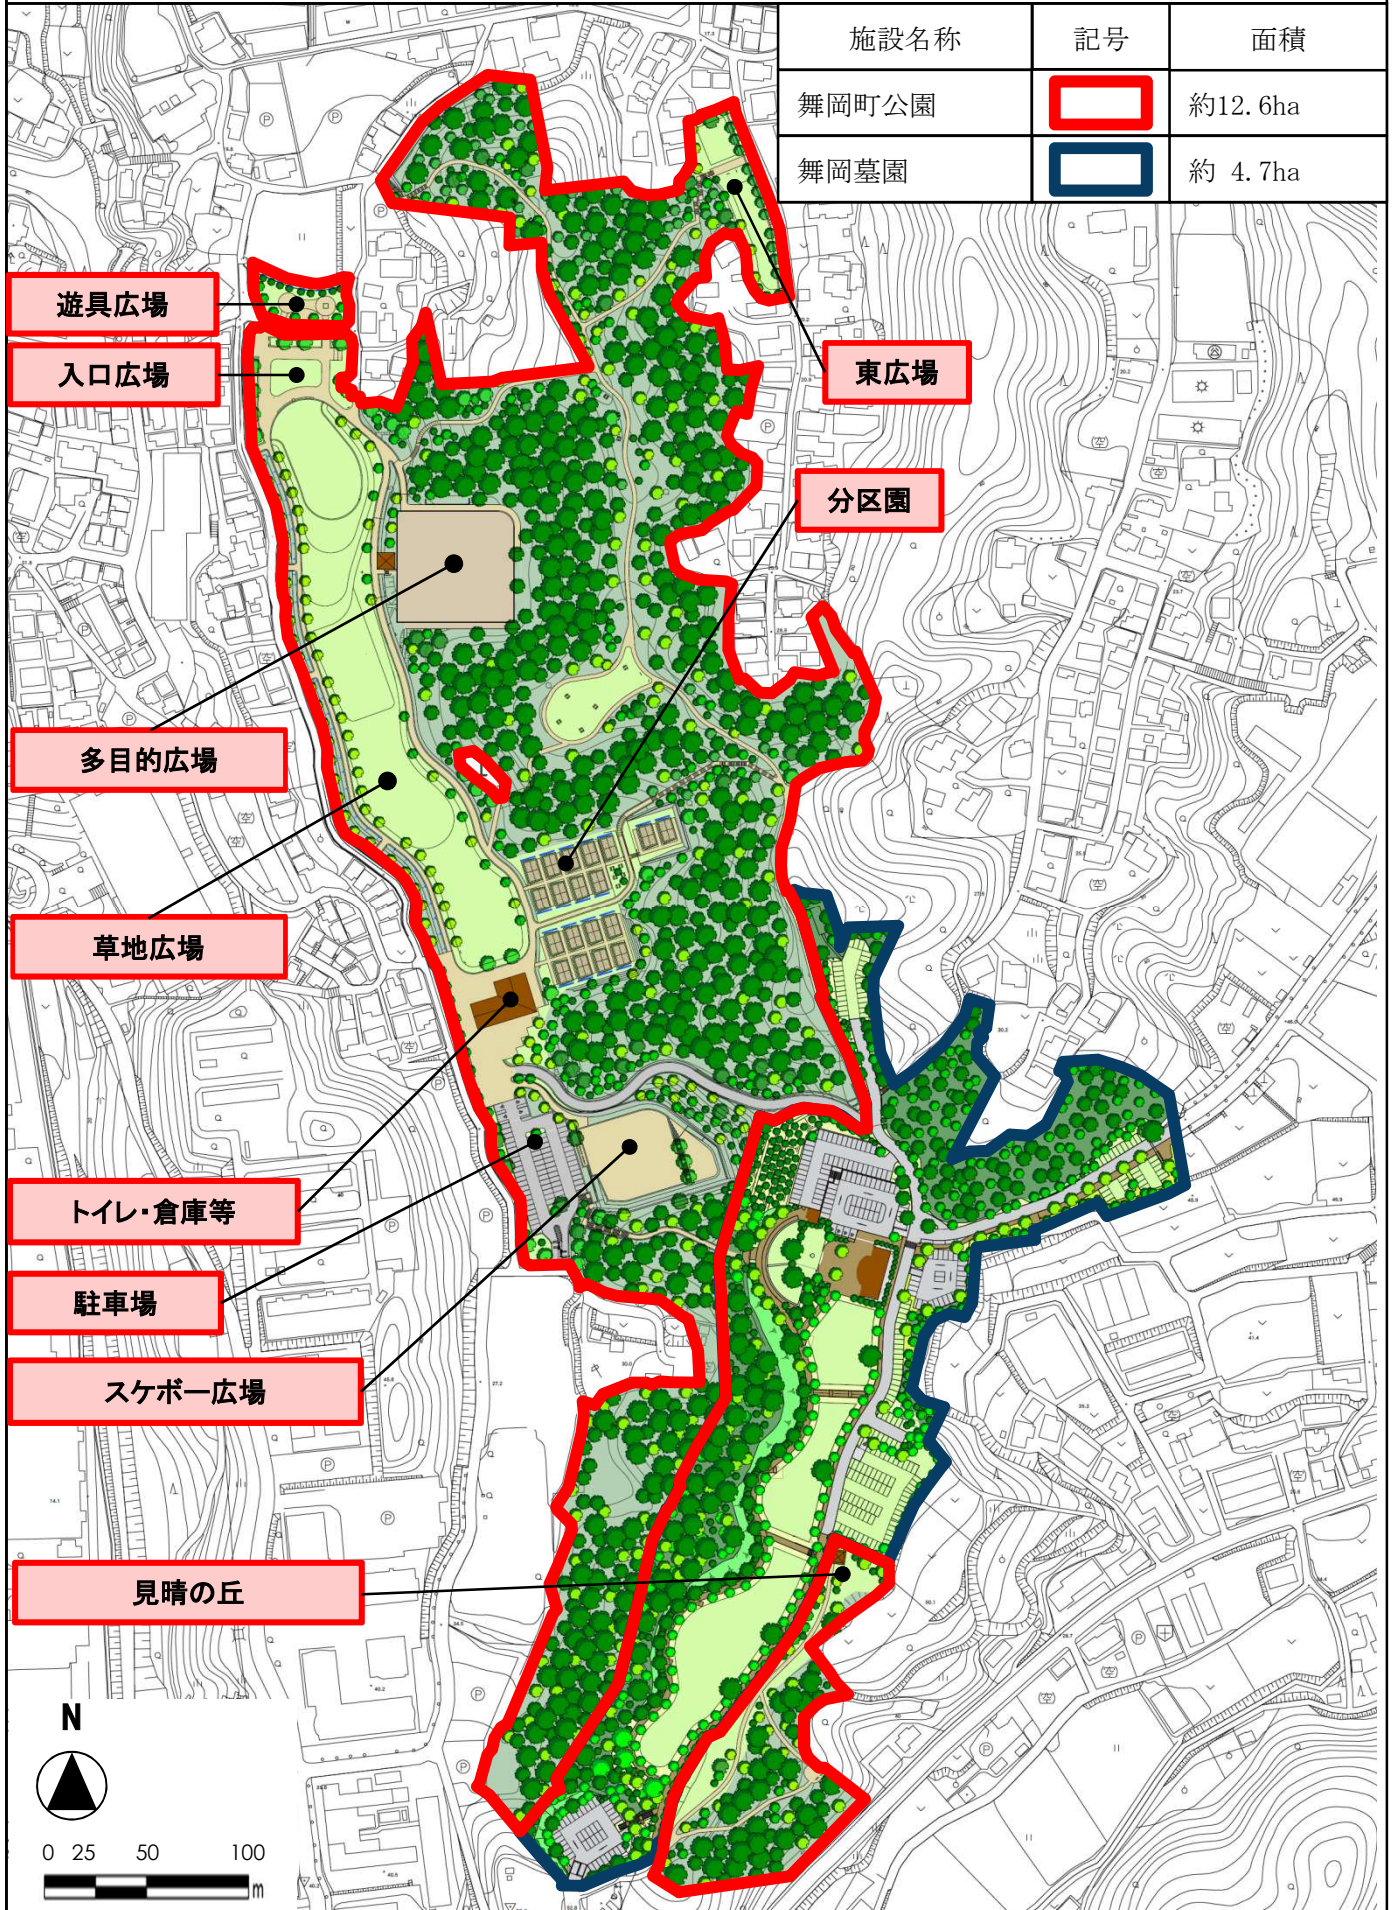 施設名称 記号 面積
舞岡町公園 約12.6ha
舞岡墓園 約 4.7ha
遊具広場
入口広場
東広場
分区園
多目的広場
草地広場
トイレ・倉庫等
駐車場
スケボー広場
見晴の丘
N
0 25 50 100
m